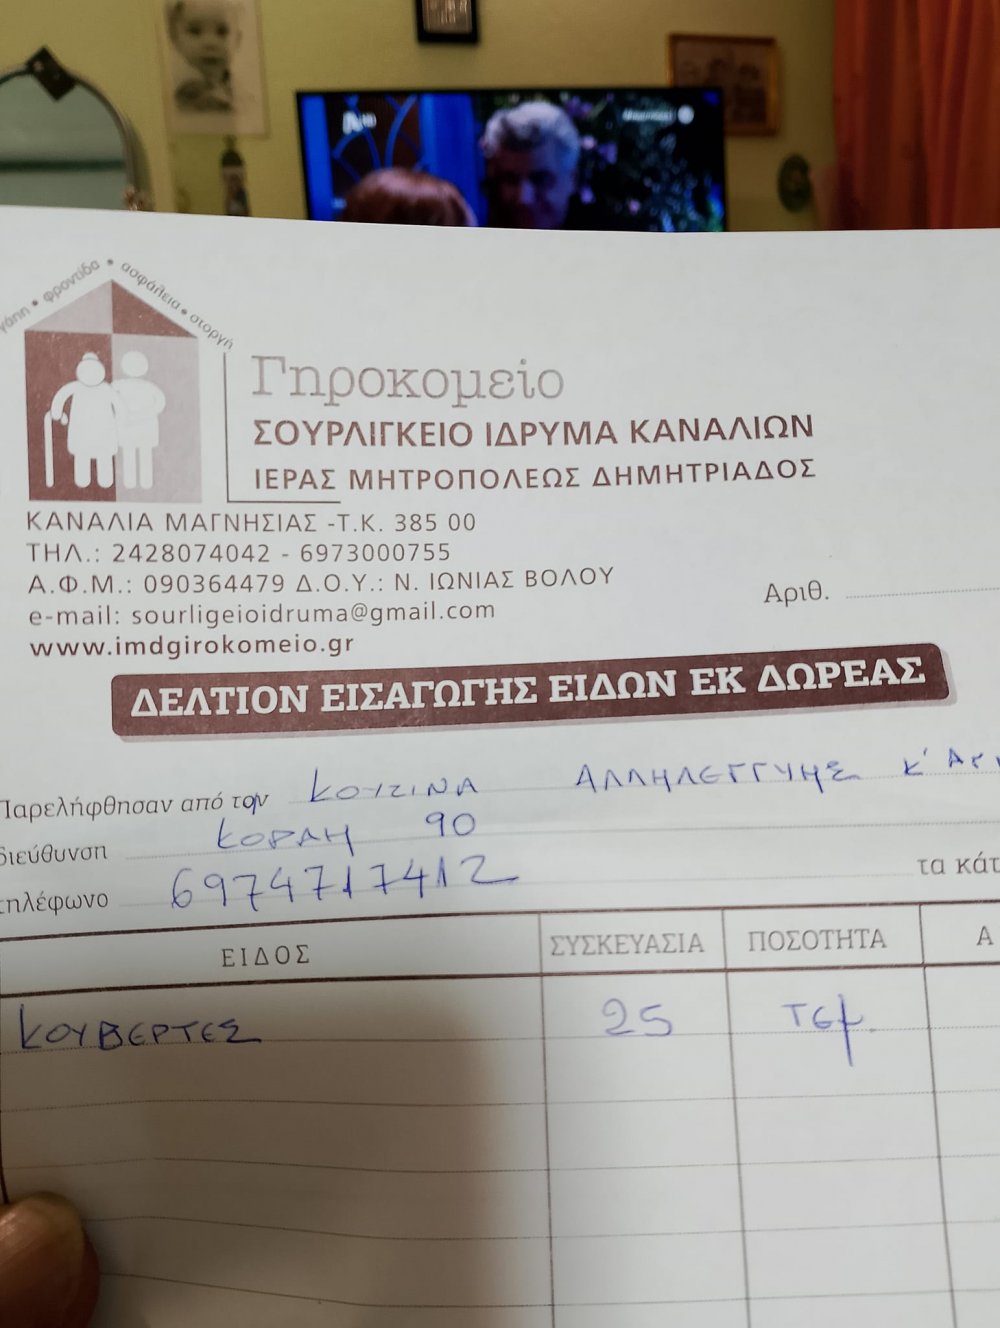 φροντίδα • ασφάλεια • στοργή
Γηροκομείο
ΣΟΥΡΛΙΓΚΕΙΟ ΙΔΡΥΜΑ ΚΑΝΑΛΙΩΝ
ΙΕΡΑΣ ΜΗΤΡΟΠΟΛΕΩΣ ΔΗΜΗΤΡΙΑΔΟΣ
ΚΑΝΑΛΙΑ ΜΑΓΝΗΣΙΑΣ -Τ.Κ. 385 00
ΤΗΛ.: 2428074042 - 6973000755
Α.Φ.Μ.: 090364479 Δ.Ο.Υ.: Ν. ΙΩΝΙΑΣ ΒΟΛΟΥ
Αριθ.
e-mail: sourligeioidruma@gmail.com
www.imdgirokomeio.gr
ΔΕΛΤΙΟΝ ΕΙΣΑΓΩΓΗΣ ΕΙΔΩΝ ΕΚ ΔΩΡΕΑΣ
Παρελήφθησαν από τον ΚΟΥΖΙΝΑ ΑΛΛΗΛΕΓΓΥΗΣ Κ'
διεύθυνση ΚΟΡΑΗ 90
τηλέφωνο 6974717412 τα κάτ
ΕΙΔΟΣ ΣΥΣΚΕΥΑΣΙΑ ΠΟΣΟΤΗΤΑ Α
ΚΟΥΒΕΡΤΕΣ 25 ΤΕΜ.